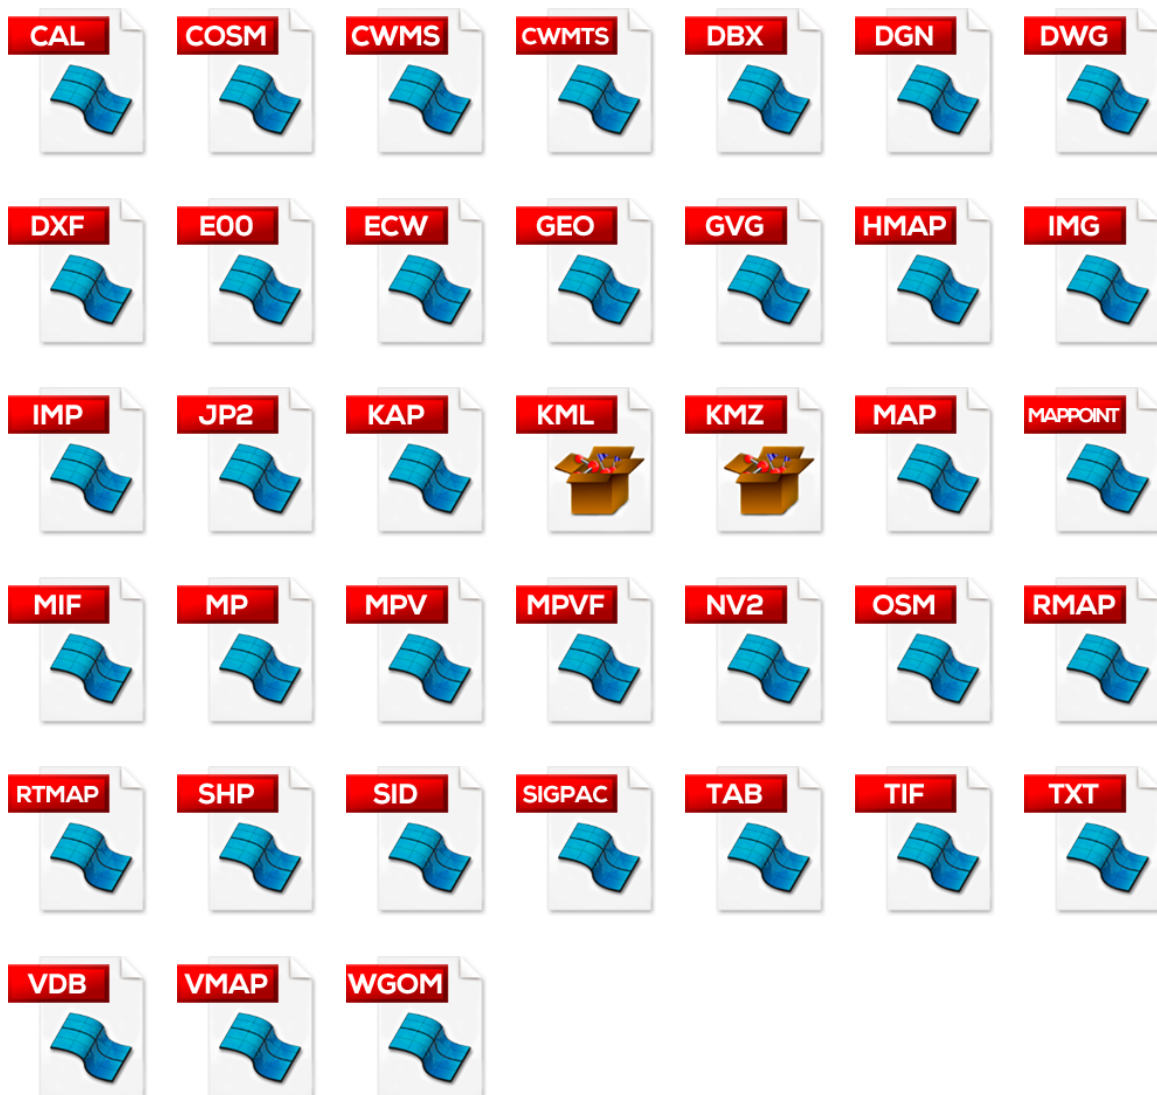 CAL COSM CWMS CWMTS DBX DGN DWG
DXF E00 ECW GEO GVG HMAP IMG
IMP JP2 KAP KML KMZ MAP MAPPOINT
MIF MP MPV MPVF NV2 OSM RMAP
RTMAP SHP SID SIGPAC TAB TIF TXT
VDB VMAP WGOM